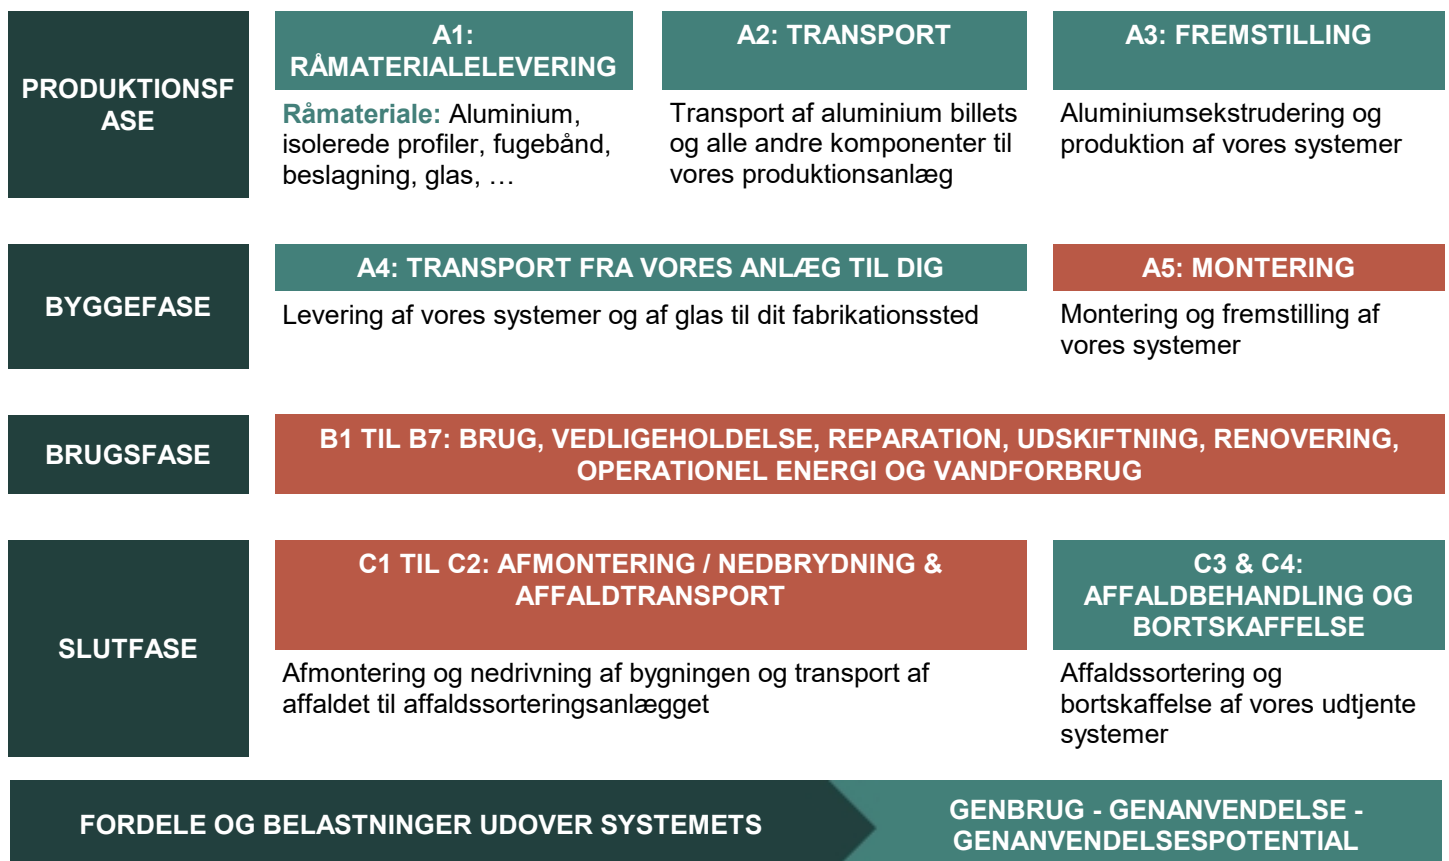 PRODUKTIONSF
ASE
A1:
RÅMATERIALELEVERING
Råmateriale: Aluminium,
isolerede profiler, fugebånd,
beslagning, glas, …
A2: TRANSPORT
Transport af aluminium billets
og alle andre komponenter til
vores produktionsanlæg
A3: FREMSTILLING
Aluminiumsekstrudering og
produktion af vores systemer
BYGGEFASE
A4: TRANSPORT FRA VORES ANLÆG TIL DIG
Levering af vores systemer og af glas til dit fabrikationssted
A5: MONTERING
Montering og fremstilling af
vores systemer
BRUGSFASE
B1 TIL B7: BRUG, VEDLIGEHOLDELSE, REPARATION, UDSKIFTNING, RENOVERING,
OPERATIONEL ENERGI OG VANDFORBRUG
SLUTFASE
C1 TIL C2: AFMONTERING / NEDBRYDNING &
AFFALDTRANSPORT
Afmontering og nedrivning af bygningen og transport af
affaldet til affaldssorteringsanlægget
C3 & C4:
AFFALDBEHANDLING OG
BORTSKAFFELSE
Affaldssortering og
bortskaffelse af vores udtjente
systemer
FORDELE OG BELASTNINGER UDOVER SYSTEMETS
GENBRUG - GENANVENDELSE -
GENANVENDELSESPOTENTIAL